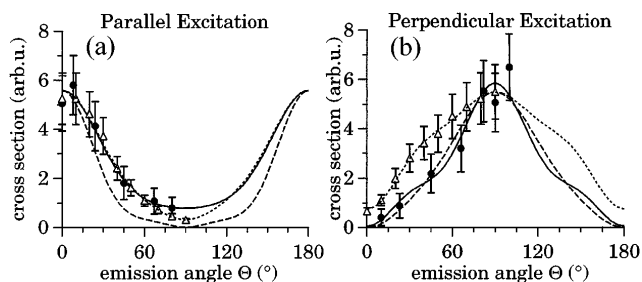 Parallel Excitation
(a)
cross section (arb.u.)
8
6
4
2
0
0 60 120 180
emission angle Θ (°)
Perpendicular Excitation
(b)
cross section (arb.u.)
8
6
4
2
0
0 60 120 180
emission angle Θ (°)